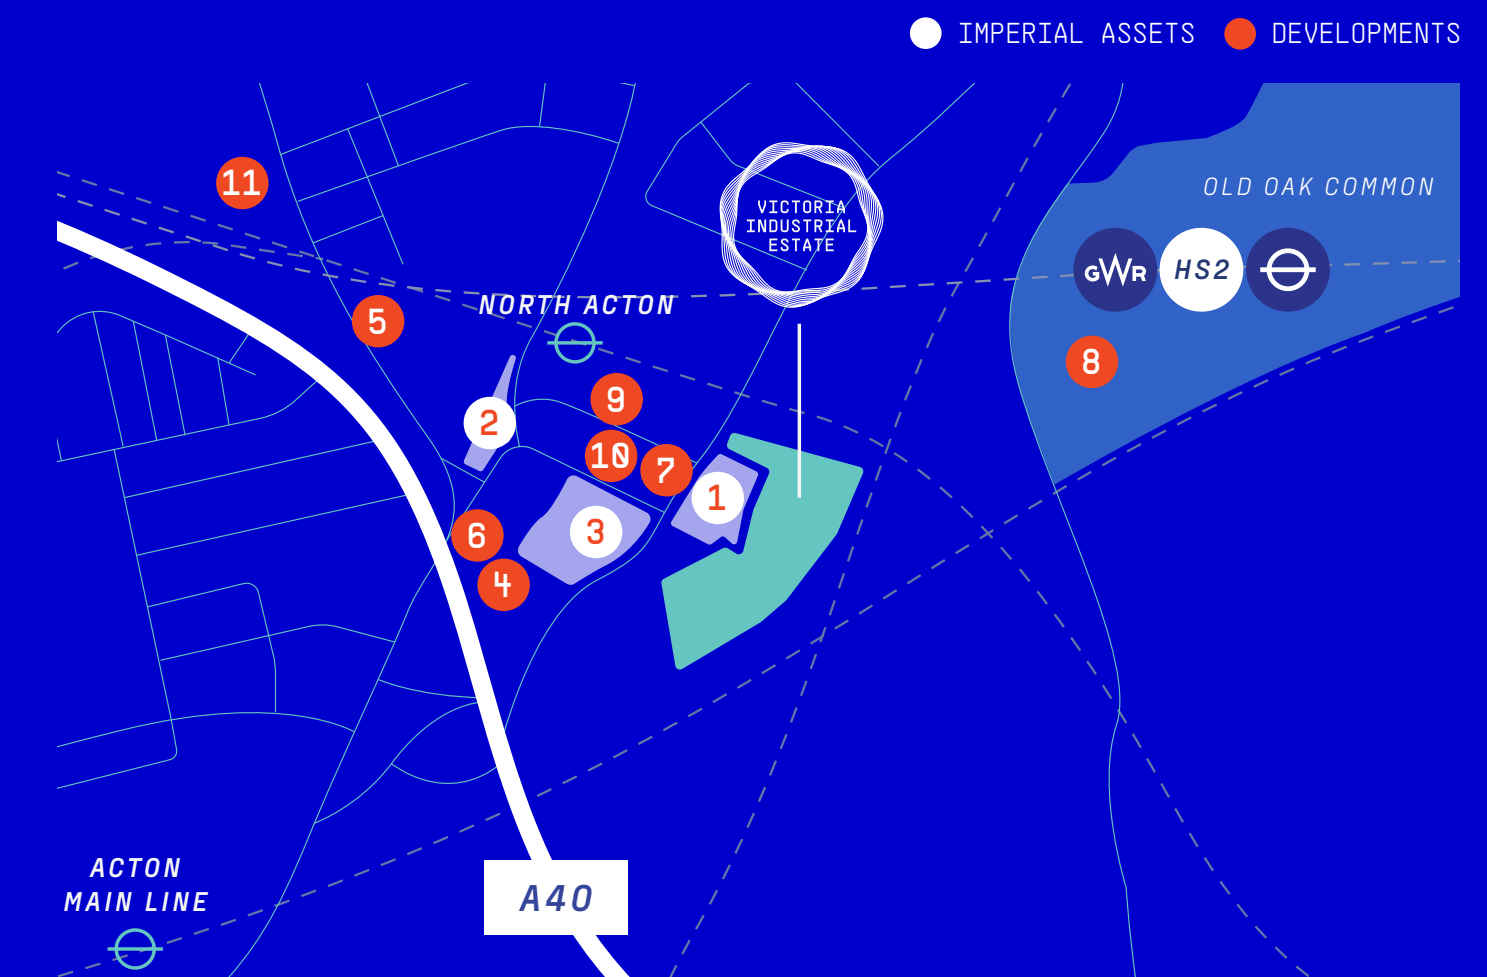 IMPERIAL ASSETS
DEVELOPMENTS
11
OLD OAK COMMON
VICTORIA
INDUSTRIAL
ESTATE
GWR
HS2
NORTH ACTON
5
8
9
2
10
7
1
3
6
4
ACTON
MAIN LINE
A40